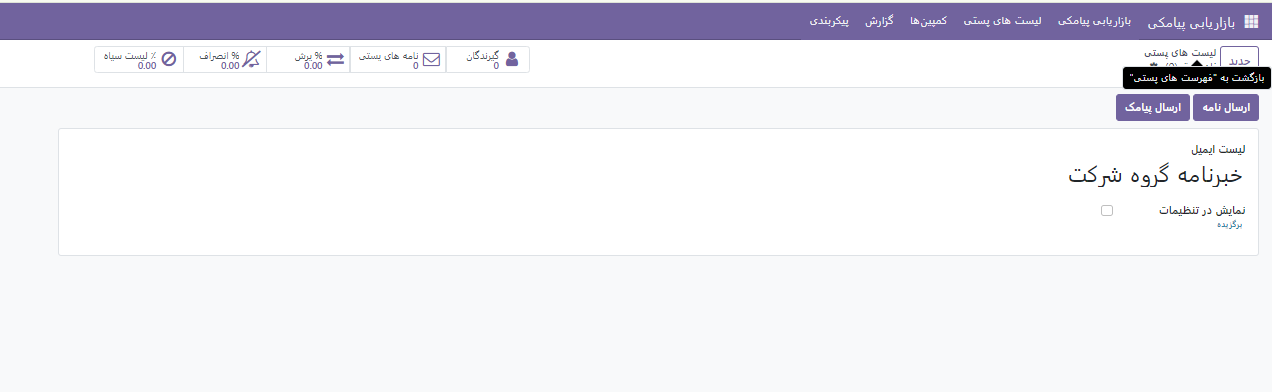 بازاریابی پیامکی
بازاریابی پیامکی
لیست های پستی
کمپین‌ها
گزارش
پیکربندی
جدید
لیست های پستی
بازگشت به "فهرست های پستی"
گیرندگان
0
نامه های پستی
0
% پرش
0.00
% انصراف
0.00
٪ لیست سیاه
0.00
ارسال نامه
ارسال پیامک
لیست ایمیل
خبرنامه گروه شرکت
نمایش در تنظیمات
برگزیده